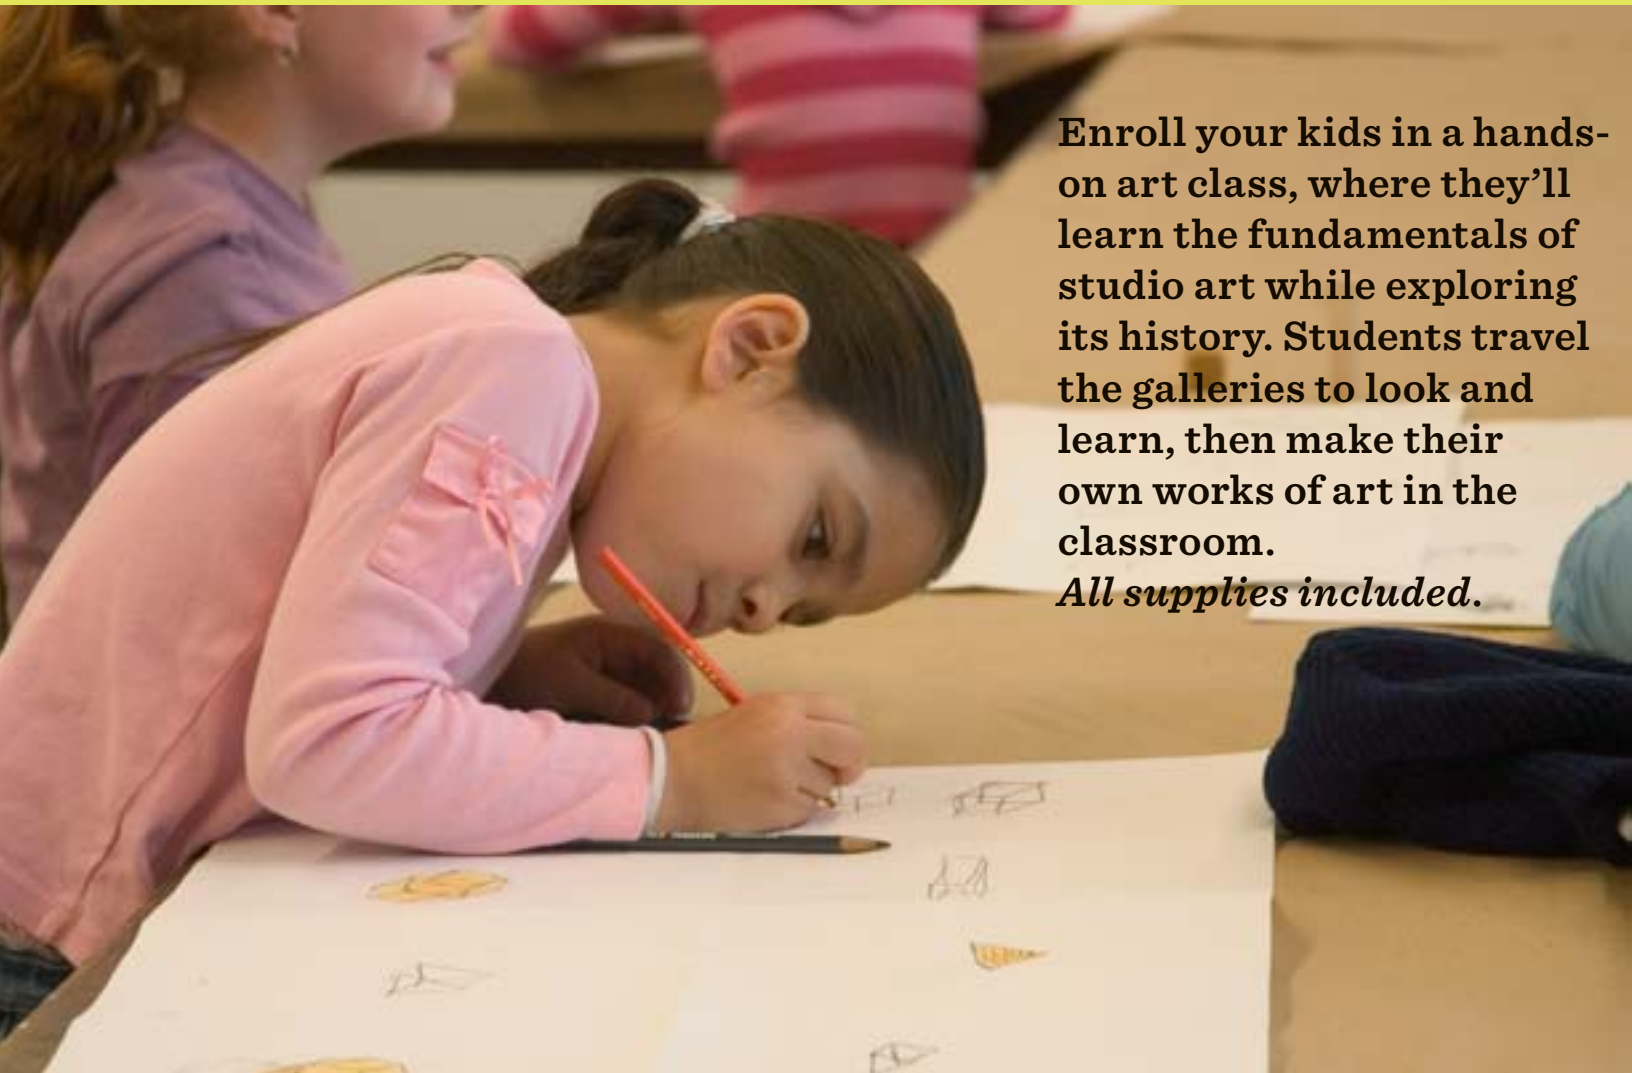 Enroll your kids in a hands-
on art class, where they’ll
learn the fundamentals of
studio art while exploring
its history. Students travel
the galleries to look and
learn, then make their
own works of art in the
classroom.
All supplies included.